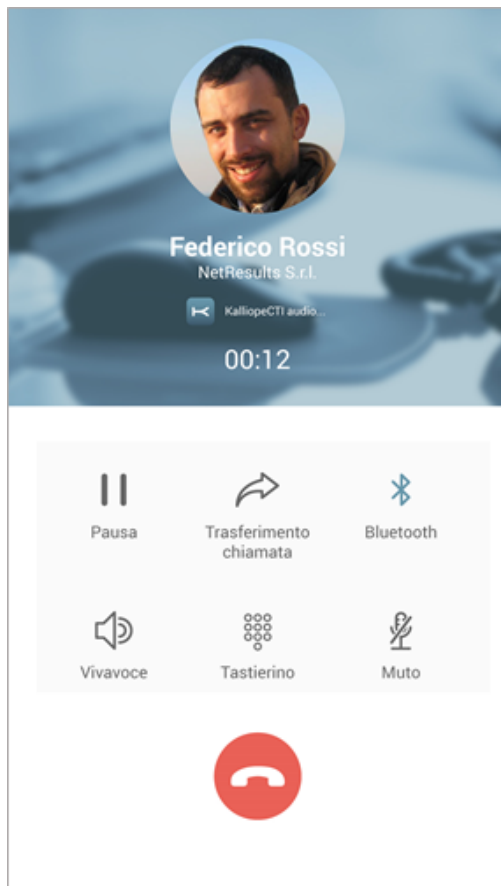 Federico Rossi
NetResults S.r.l.
KalliopeCTI audio...
00:12
Pausa
Trasferimento
chiamata
Bluetooth
Vivavoce
Tastierino
Muto